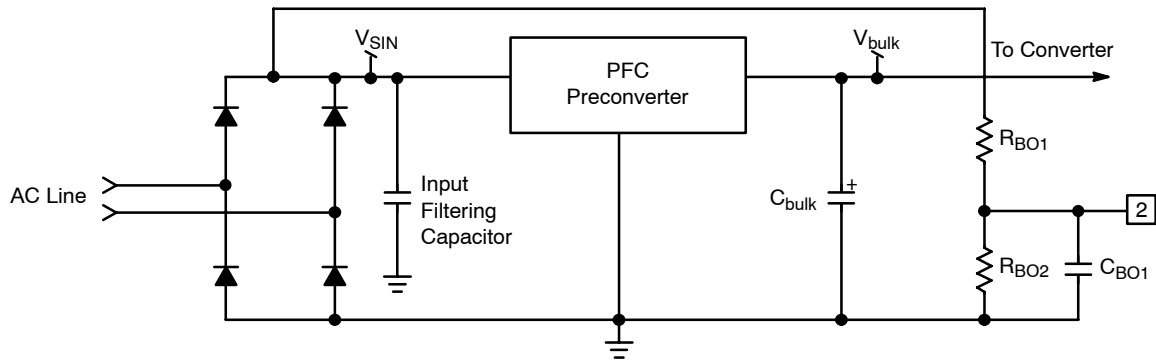 V_SIN
V_bulk
To Converter
PFC
Preconverter
R_BO1
AC Line
Input
Filtering
Capacitor
C_bulk
+
2
R_BO2
C_BO1